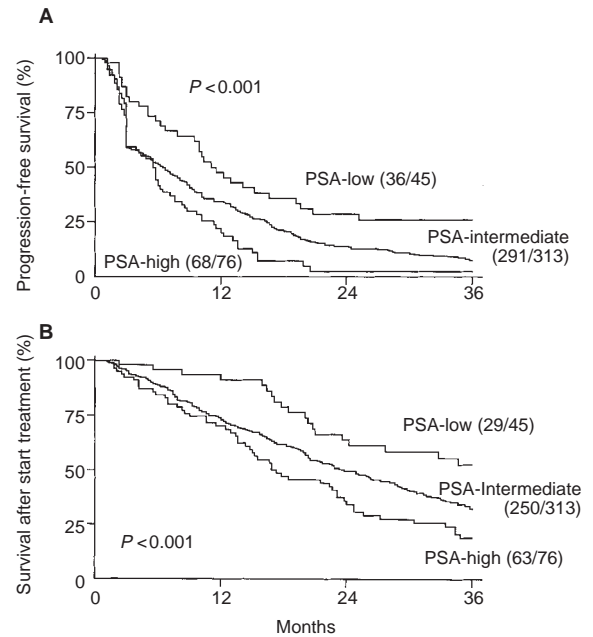 A
Progression-free survival (%)
100
75
50
25
0
P < 0.001
PSA-low (36/45)
PSA-intermediate
(291/313)
PSA-high (68/76)
0 12 24 36
B
Survival after start treatment (%)
100
75
50
25
0
PSA-low (29/45)
PSA-Intermediate
(250/313)
P < 0.001
PSA-high (63/76)
0 12 24 36
Months